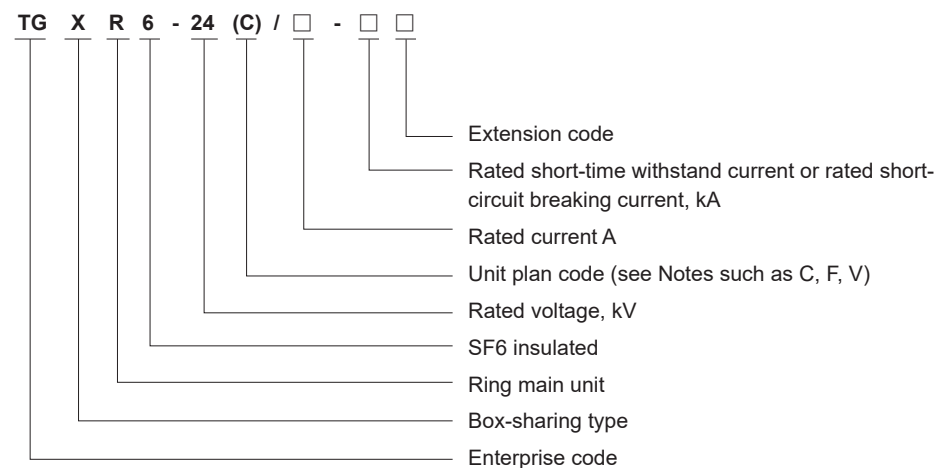 TG X R 6 - 24 (C) / □ - □ □
Extension code
Rated short-time withstand current or rated short-
circuit breaking current, kA
Rated current A
Unit plan code (see Notes such as C, F, V)
Rated voltage, kV
SF6 insulated
Ring main unit
Box-sharing type
Enterprise code